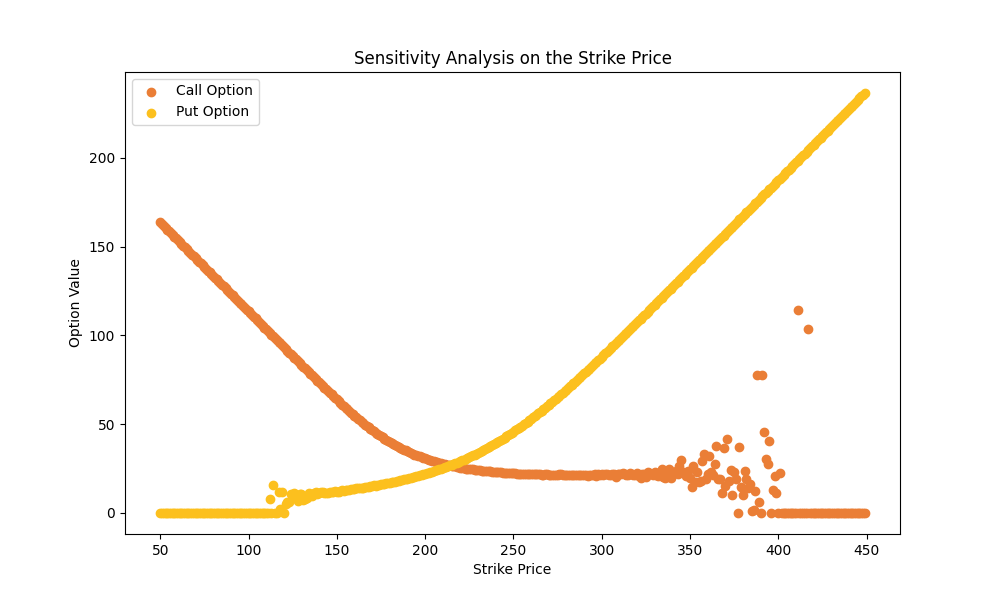 Sensitivity Analysis on the Strike Price
Call Option
Put Option
Option Value
200
150
100
50
0
50 100 150 200 250 300 350 400 450
Strike Price